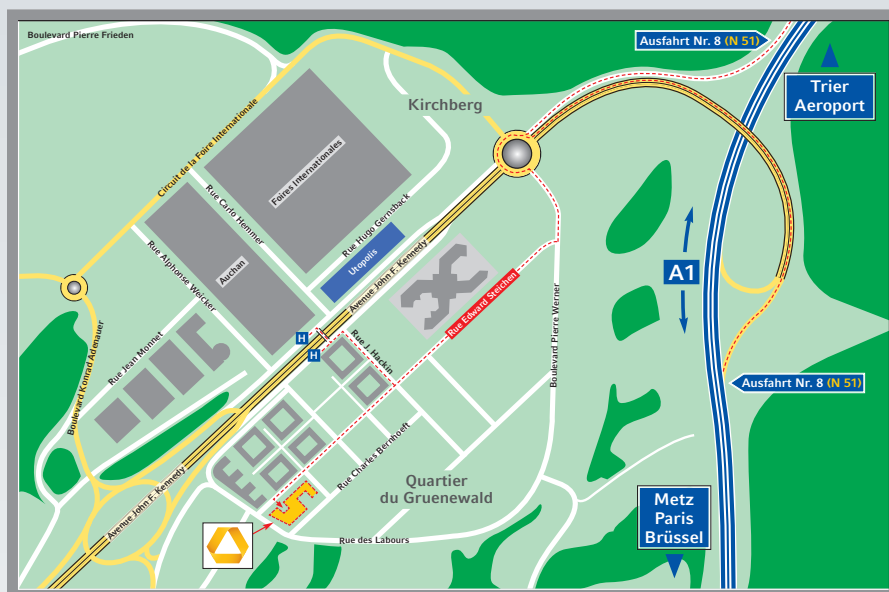 Boulevard Pierre Frieden
Ausfahrt Nr. 8 (N 51)
Trier
Aeroport
Kirchberg
Circuit de la Foire Internationale
Foires Internationales
Rue Carlo Hemmer
Rue Hugo Gernsback
Rue Alphonse Weicker
Auchan
Utopolis
Avenue John F. Kennedy
Rue Edward Steichen
A1
H
H
Rue J. Hackin
Rue Jean Monnet
Boulevard Konrad Adenauer
Boulevard Pierre Werner
Ausfahrt Nr. 8 (N 51)
Rue Charles Bernhoeft
Quartier
du Gruenewald
Avenue John F. Kennedy
Metz
Paris
Brüssel
Rue des Labours